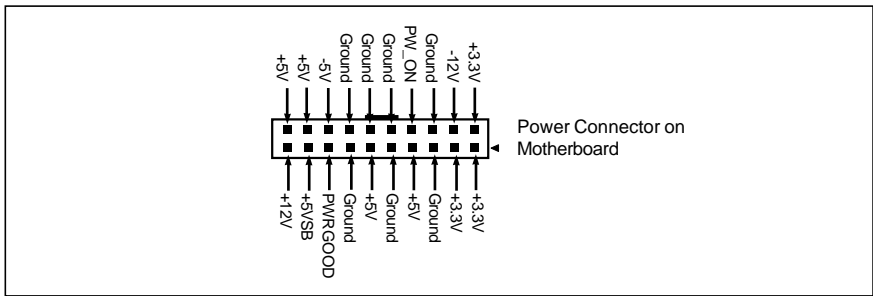 +5V
+5V
-5V
Ground
Ground
Ground
PW_ON
Ground
-12V
+3.3V
Power Connector on
Motherboard
+12V
+5VSB
PWRGOOD
Ground
+5V
Ground
+5V
Ground
+3.3V
+3.3V